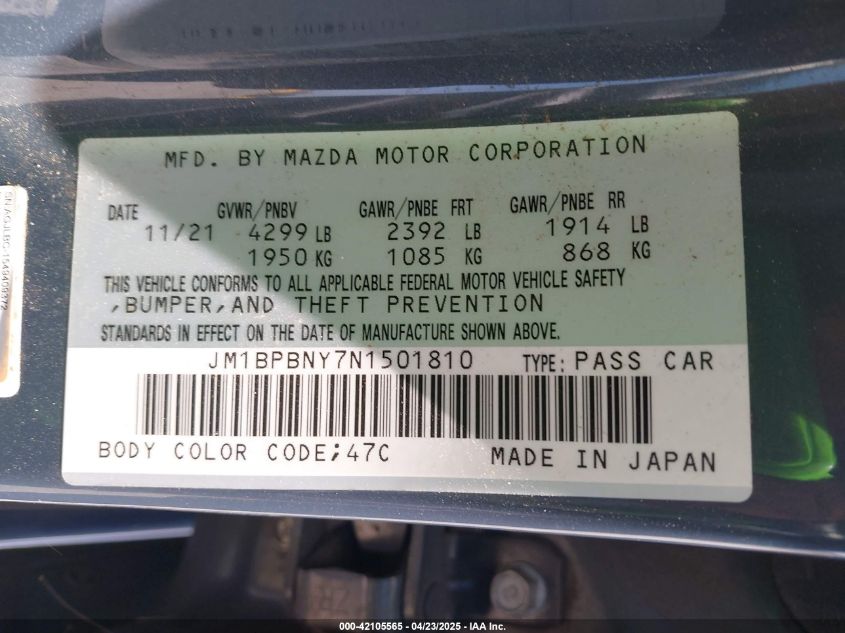 MFD. BY MAZDA MOTOR CORPORATION
DATE GVWR/PNBV GAWR/PNBE FRT GAWR/PNBE RR
11/21 4299 LB 2392 LB 1914 LB
1950 KG 1085 KG 868 KG
THIS VEHICLE CONFORMS TO ALL APPLICABLE FEDERAL MOTOR VEHICLE SAFETY
,BUMPER,AND THEFT PREVENTION
STANDARDS IN EFFECT ON THE DATE OF MANUFACTURE SHOWN ABOVE.
JM1BPBNY7N1501810 TYPE: PASS CAR
BODY COLOR CODE;47C MADE IN JAPAN
000-42105565 - 04/23/2025 - IAA Inc.